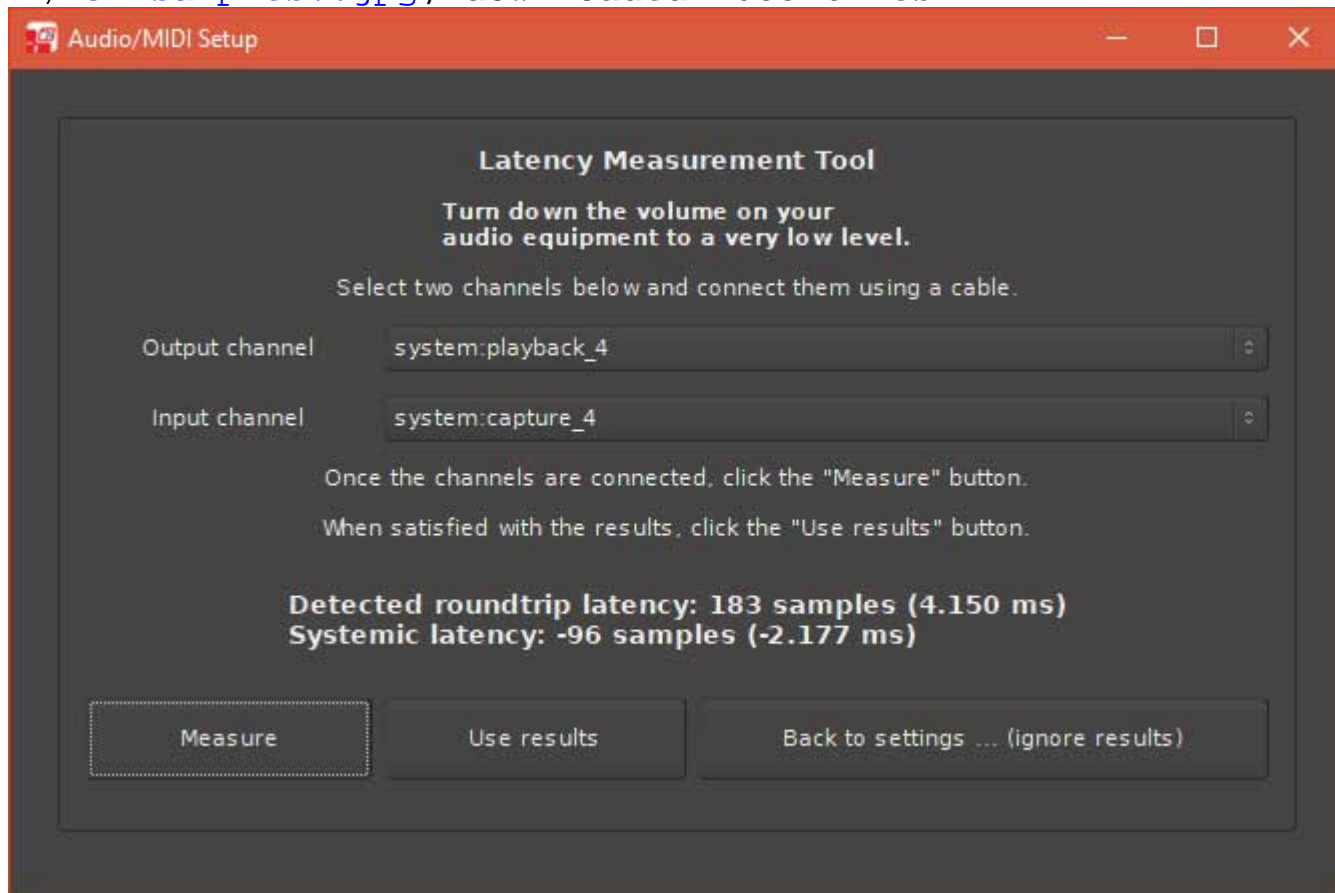 Audio/MIDI Setup
Latency Measurement Tool
Turn down the volume on your
audio equipment to a very low level.
Select two channels below and connect them using a cable.
Output channel system:playback_4
Input channel system:capture_4
Once the channels are connected, click the "Measure" button.
When satisfied with the results, click the "Use results" button.
Detected roundtrip latency: 183 samples (4.150 ms)
Systemic latency: -96 samples (-2.177 ms)
Measure Use results Back to settings ... (ignore results)